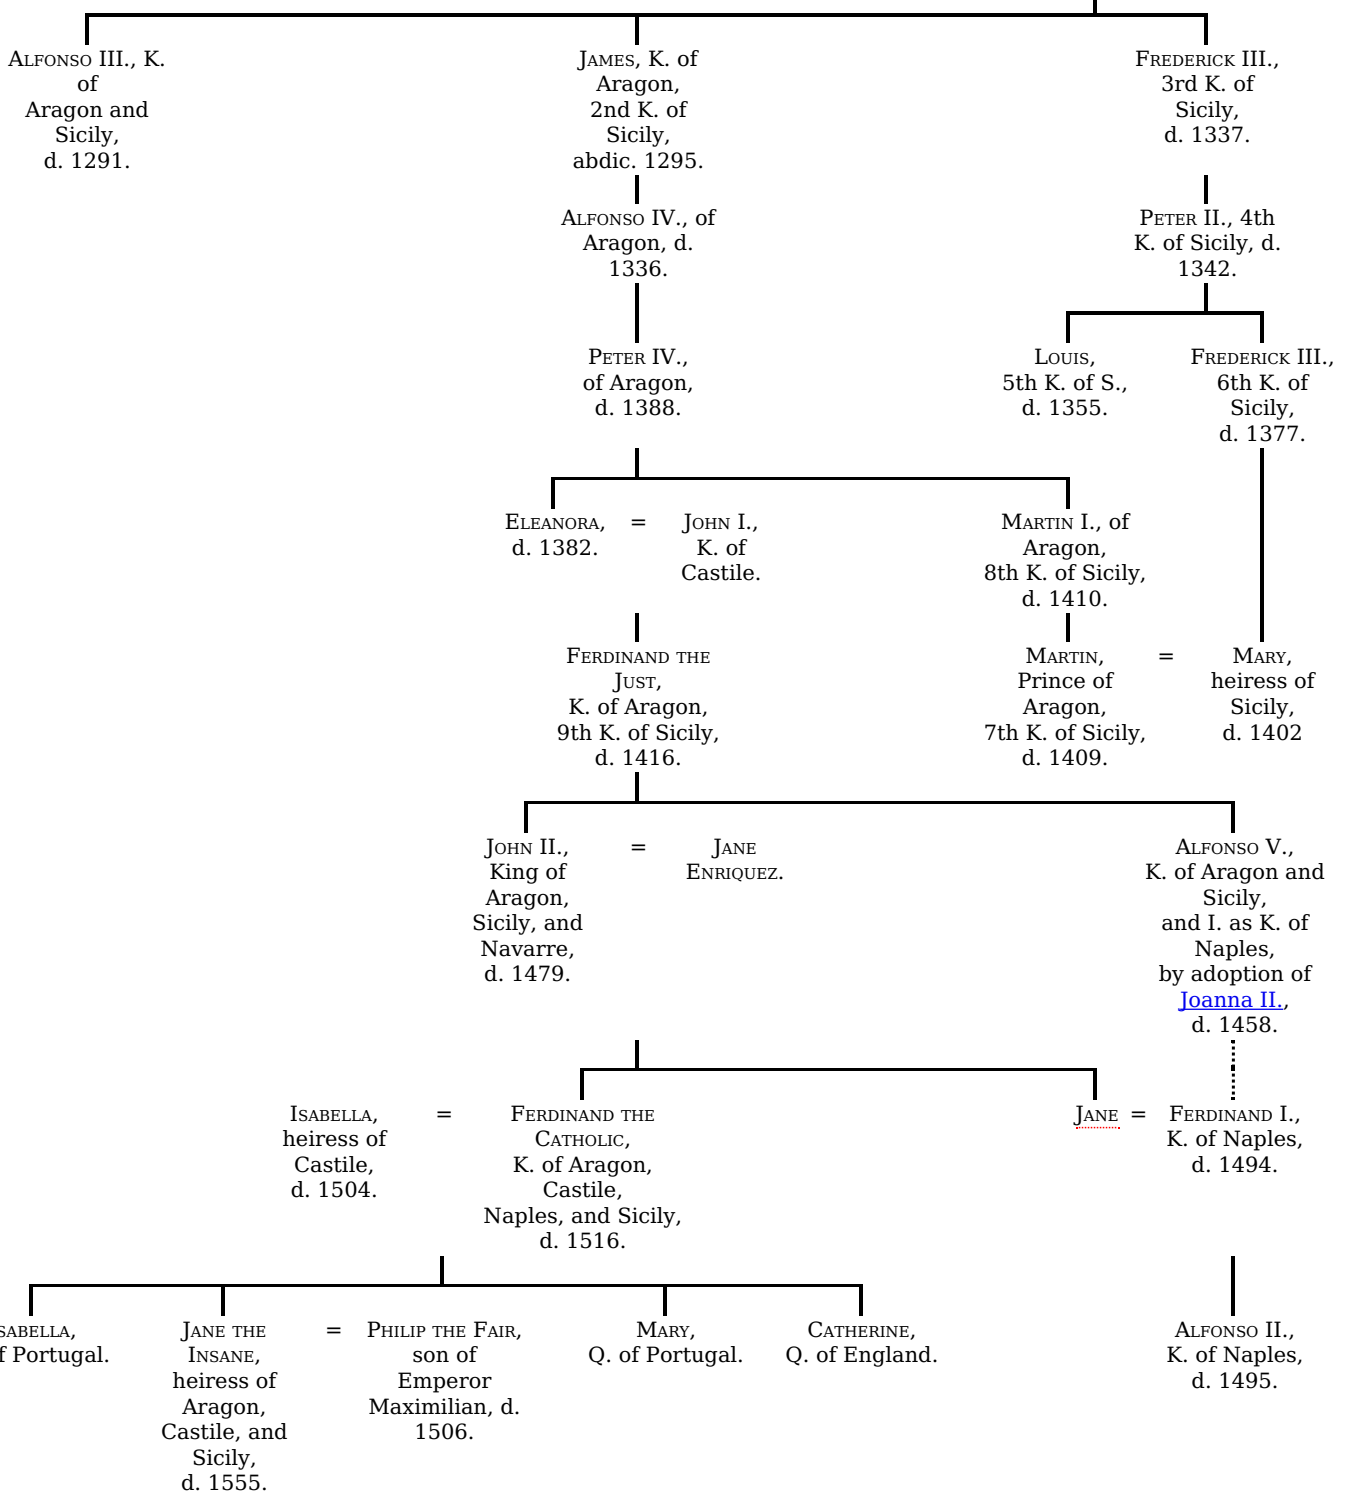 ALFONSO III., K.
of
Aragon and
Sicily,
d. 1291.
JAMES, K. of
Aragon,
2nd K. of
Sicily,
abdic. 1295.
FREDERICK III.,
3rd K. of
Sicily,
d. 1337.
ALFONSO IV., of
Aragon, d.
1336.
PETER II., 4th
K. of Sicily, d.
1342.
PETER IV.,
of Aragon,
d. 1388.
LOUIS,
5th K. of S.,
d. 1355.
FREDERICK III.,
6th K. of
Sicily,
d. 1377.
ELEANORA,
d. 1382.
=
JOHN I.,
K. of
Castile.
MARTIN I., of
Aragon,
8th K. of Sicily,
d. 1410.
FERDINAND THE
JUST,
K. of Aragon,
9th K. of Sicily,
d. 1416.
MARTIN,
Prince of
Aragon,
7th K. of Sicily,
d. 1409.
=
MARY,
heiress of
Sicily,
d. 1402
JOHN II.,
King of
Aragon,
Sicily, and
Navarre,
d. 1479.
=
JANE
ENRIQUEZ.
ALFONSO V.,
K. of Aragon and
Sicily,
and I. as K. of
Naples,
by adoption of
Joanna II.,
d. 1458.
ISABELLA,
heiress of
Castile,
d. 1504.
=
FERDINAND THE
CATHOLIC,
K. of Aragon,
Castile,
Naples, and Sicily,
d. 1516.
JANE
=
FERDINAND I.,
K. of Naples,
d. 1494.
SABELLA,
f Portugal.
JANE THE
INSANE,
heiress of
Aragon,
Castile, and
Sicily,
d. 1555.
=
PHILIP THE FAIR,
son of
Emperor
Maximilian, d.
1506.
MARY,
Q. of Portugal.
CATHERINE,
Q. of England.
ALFONSO II.,
K. of Naples,
d. 1495.